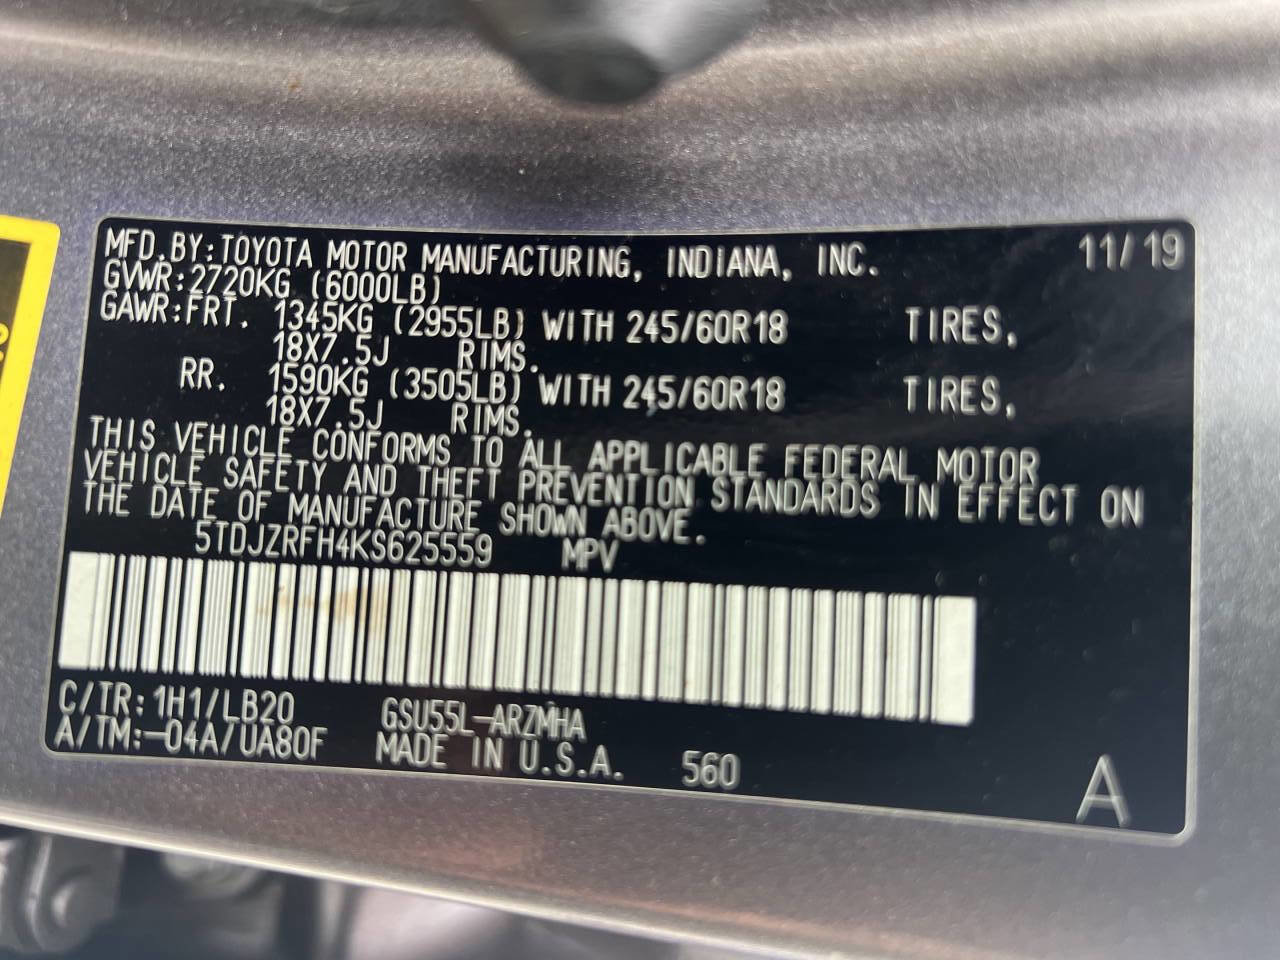 MFD.BY:TOYOTA MOTOR MANUFACTURING, INDIANA, INC. 11/19
GVWR:2720KG (6000LB)
GAWR:FRT. 1345KG (2955LB) WITH 245/60R18 TIRES,
18X7.5J RIMS.
RR. 1590KG (3505LB) WITH 245/60R18 TIRES,
18X7.5J RIMS.
THIS VEHICLE CONFORMS TO ALL APPLICABLE FEDERAL MOTOR
VEHICLE SAFETY AND THEFT PREVENTION STANDARDS IN EFFECT ON
THE DATE OF MANUFACTURE SHOWN ABOVE.
5TDJZRFH4KS625559 MPV
C/TR:1H1/LB20 GSU55L-ARZMHA
A/TM:-04A/UA80F MADE IN U.S.A. 560
A